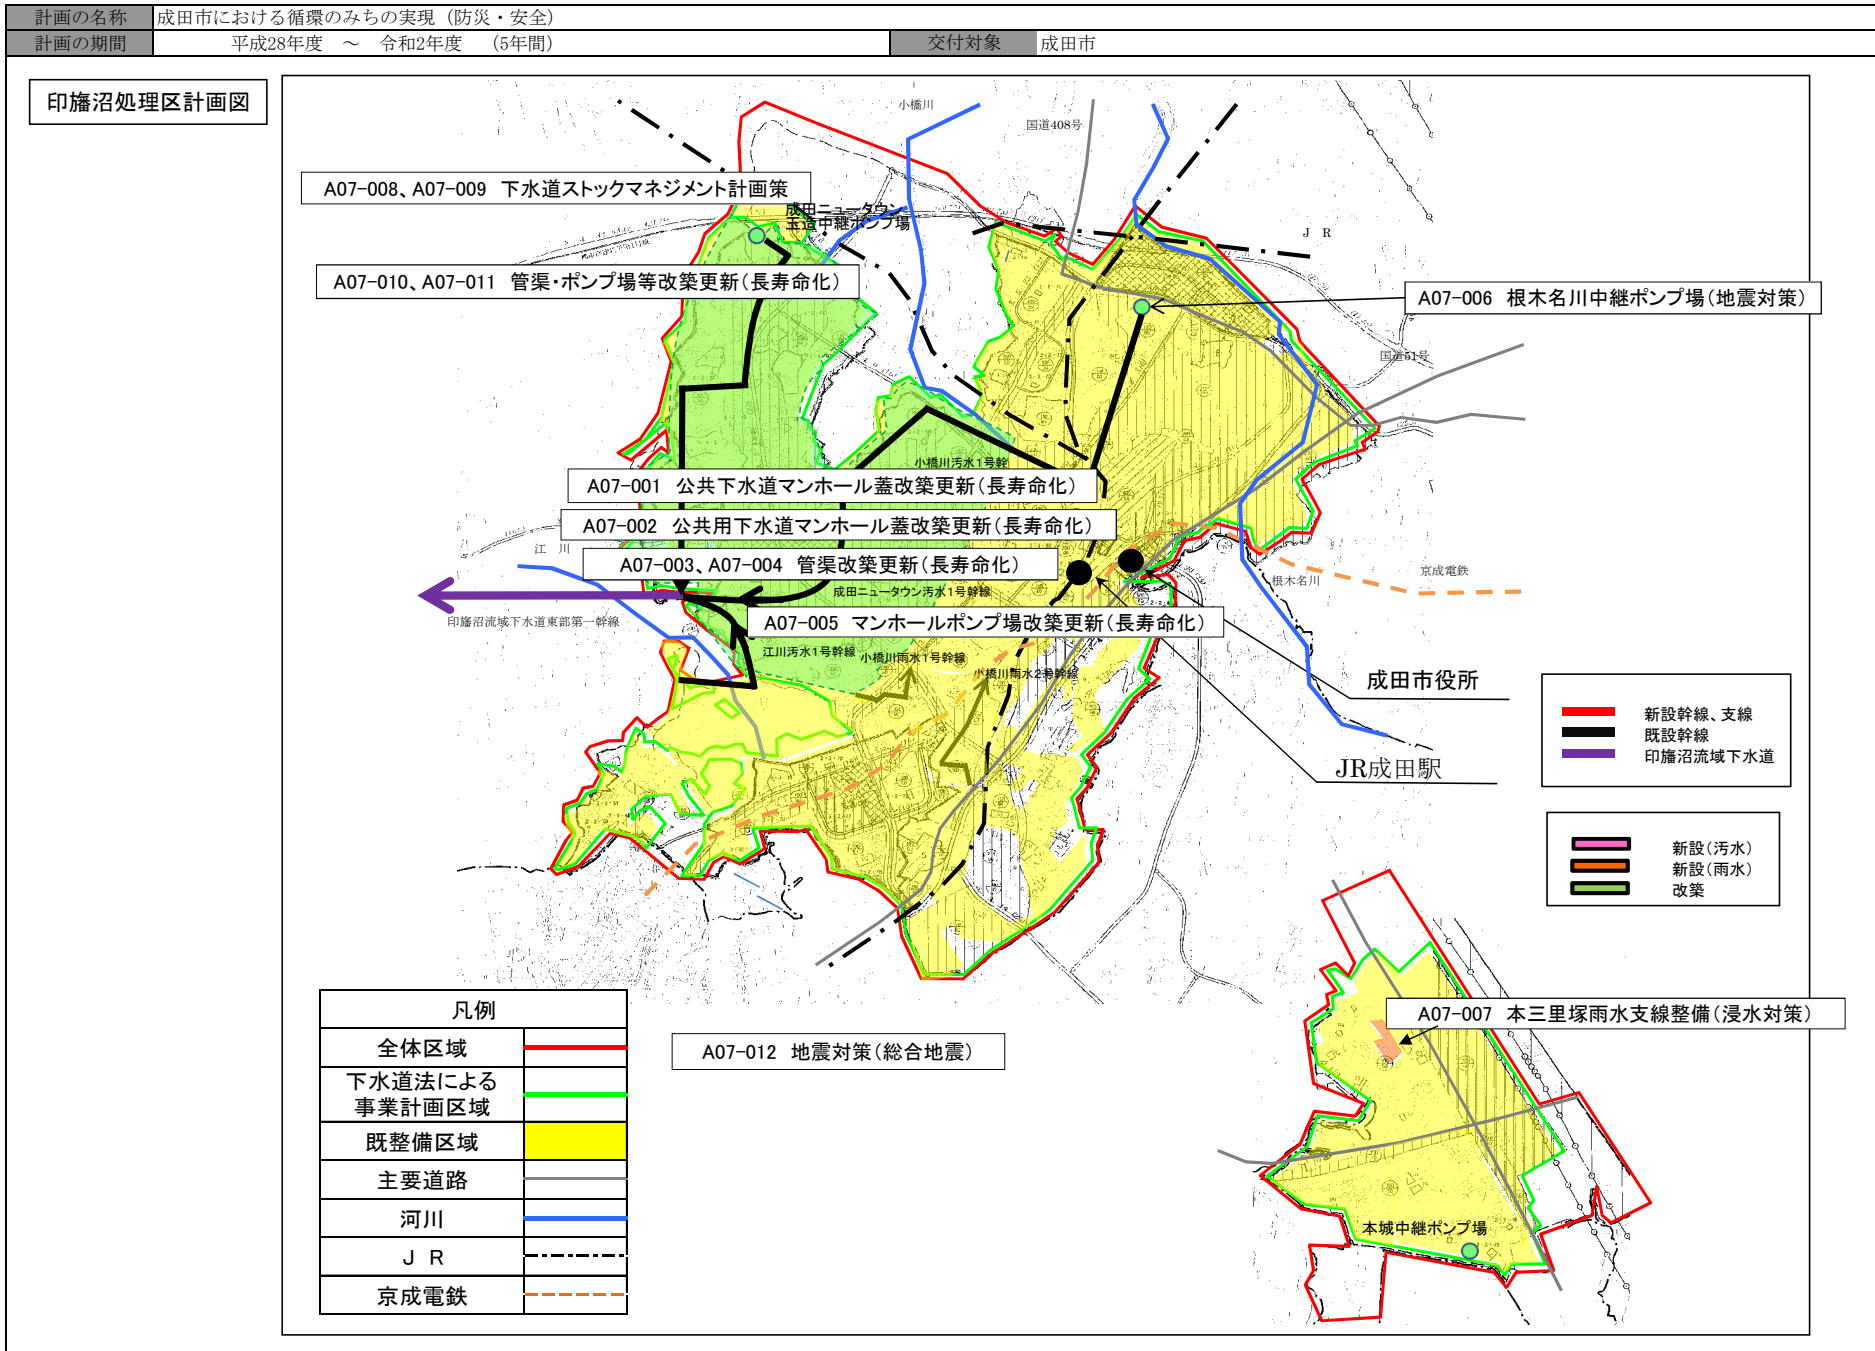 計画の名称 成田市における循環のみちの実現（防災・安全）
計画の期間 平成28年度 ～ 令和2年度 （5年間） 交付対象 成田市
印旛沼処理区計画図
小橋川
国道408号
A07-008、A07-009 下水道ストックマネジメント計画策
成田ニュータウン
玉造中継ポンプ場
J R
A07-010、A07-011 管渠・ポンプ場等改築更新（長寿命化）
A07-006 根木名川中継ポンプ場（地震対策）
国道51号
小橋川汚水1号幹
A07-001 公共下水道マンホール蓋改築更新（長寿命化）
A07-002 公共用下水道マンホール蓋改築更新（長寿命化）
江 川
A07-003、A07-004 管渠改築更新（長寿命化）
根木名川
京成電鉄
成田ニュータウン汚水1号幹線
印旛沼流域下水道東部第一幹線
A07-005 マンホールポンプ場改築更新（長寿命化）
江川汚水1号幹線
小橋川雨水1号幹線
小橋川雨水2号幹線
成田市役所
JR成田駅
新設幹線、支線
既設幹線
印旛沼流域下水道
新設（汚水）
新設（雨水）
改築
A07-007 本三里塚雨水支線整備（浸水対策）
本城中継ポンプ場
A07-012 地震対策（総合地震）
凡例
全体区域
下水道法による
事業計画区域
既整備区域
主要道路
河川
J R
京成電鉄